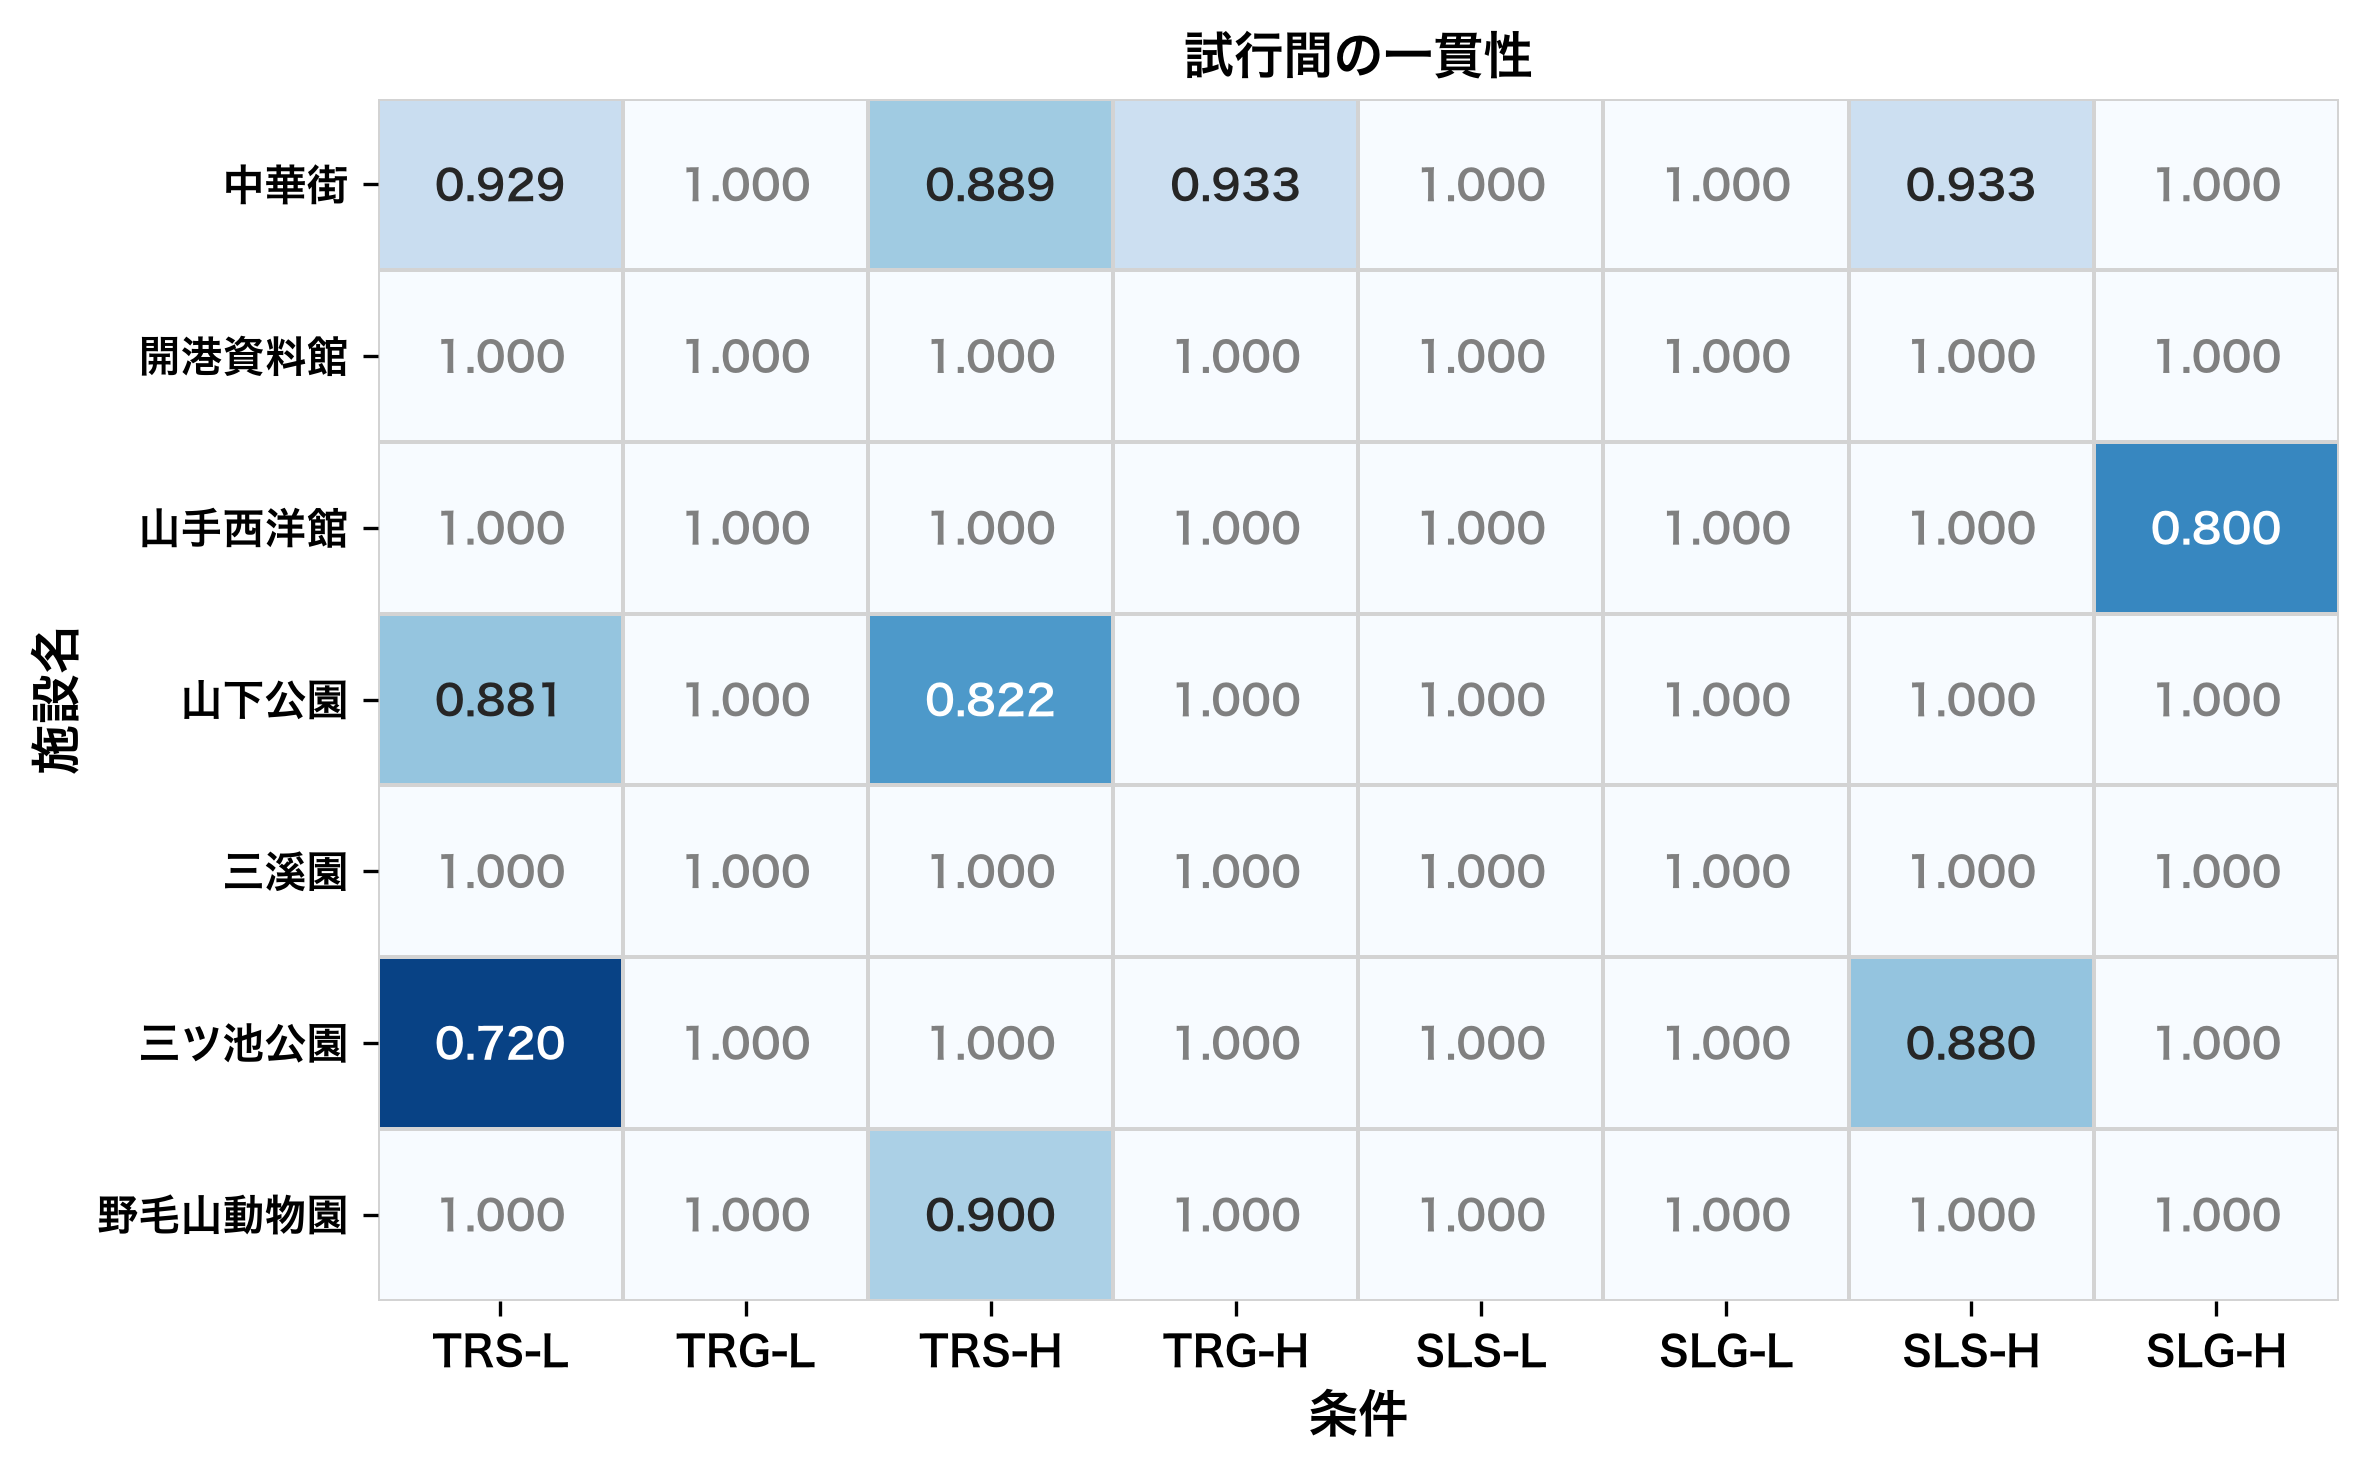 試行間の一貫性
中華街 0.929 1.000 0.889 0.933 1.000 1.000 0.933 1.000
開港資料館 1.000 1.000 1.000 1.000 1.000 1.000 1.000 1.000
山手西洋館 1.000 1.000 1.000 1.000 1.000 1.000 1.000 0.800
施設名
山下公園 0.881 1.000 0.822 1.000 1.000 1.000 1.000 1.000
三溪園 1.000 1.000 1.000 1.000 1.000 1.000 1.000 1.000
三ツ池公園 0.720 1.000 1.000 1.000 1.000 1.000 0.880 1.000
野毛山動物園 1.000 1.000 0.900 1.000 1.000 1.000 1.000 1.000
TRS-L TRG-L TRS-H TRG-H SLS-L SLG-L SLS-H SLG-H
条件